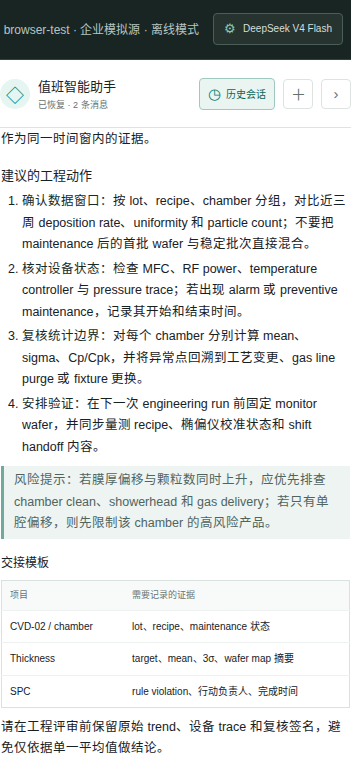 browser-test · 企业模拟源 · 离线模式
DeepSeek V4 Flash
值班智能助手
已恢复 · 2 条消息
历史会话
作为同一时间窗内的证据。
建议的工程动作
1. 确认数据窗口：按 lot、recipe、chamber 分组，对比近三
周 deposition rate、uniformity 和 particle count；不要把
maintenance 后的首批 wafer 与稳定批次直接混合。
2. 核对设备状态：检查 MFC、RF power、temperature
controller 与 pressure trace；若出现 alarm 或 preventive
maintenance，记录其开始和结束时间。
3. 复核统计边界：对每个 chamber 分别计算 mean、
sigma、Cp/Cpk，并将异常点回溯到工艺变更、gas line
purge 或 fixture 更换。
4. 安排验证：在下一次 engineering run 前固定 monitor
wafer，并同步量测 recipe、椭偏仪校准状态和 shift
handoff 内容。
风险提示：若膜厚偏移与颗粒数同时上升，应优先排查
chamber clean、showerhead 和 gas delivery；若只有单
腔偏移，则先限制该 chamber 的高风险产品。
交接模板
项目 需要记录的证据
CVD-02 / chamber lot、recipe、maintenance 状态
Thickness target、mean、3σ、wafer map 摘要
SPC rule violation、行动负责人、完成时间
请在工程评审前保留原始 trend、设备 trace 和复核签名，避
免仅依据单一平均值做结论。